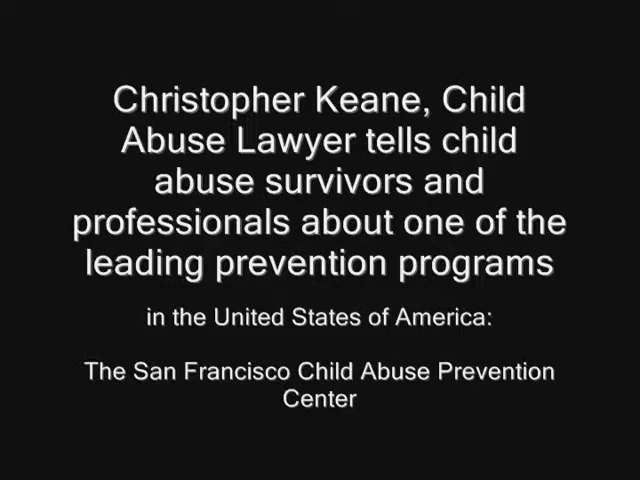 Christopher Keane, Child
Abuse Lawyer tells child
abuse survivors and
professionals about one of the
leading prevention programs
in the United States of America:
The San Francisco Child Abuse Prevention
Center